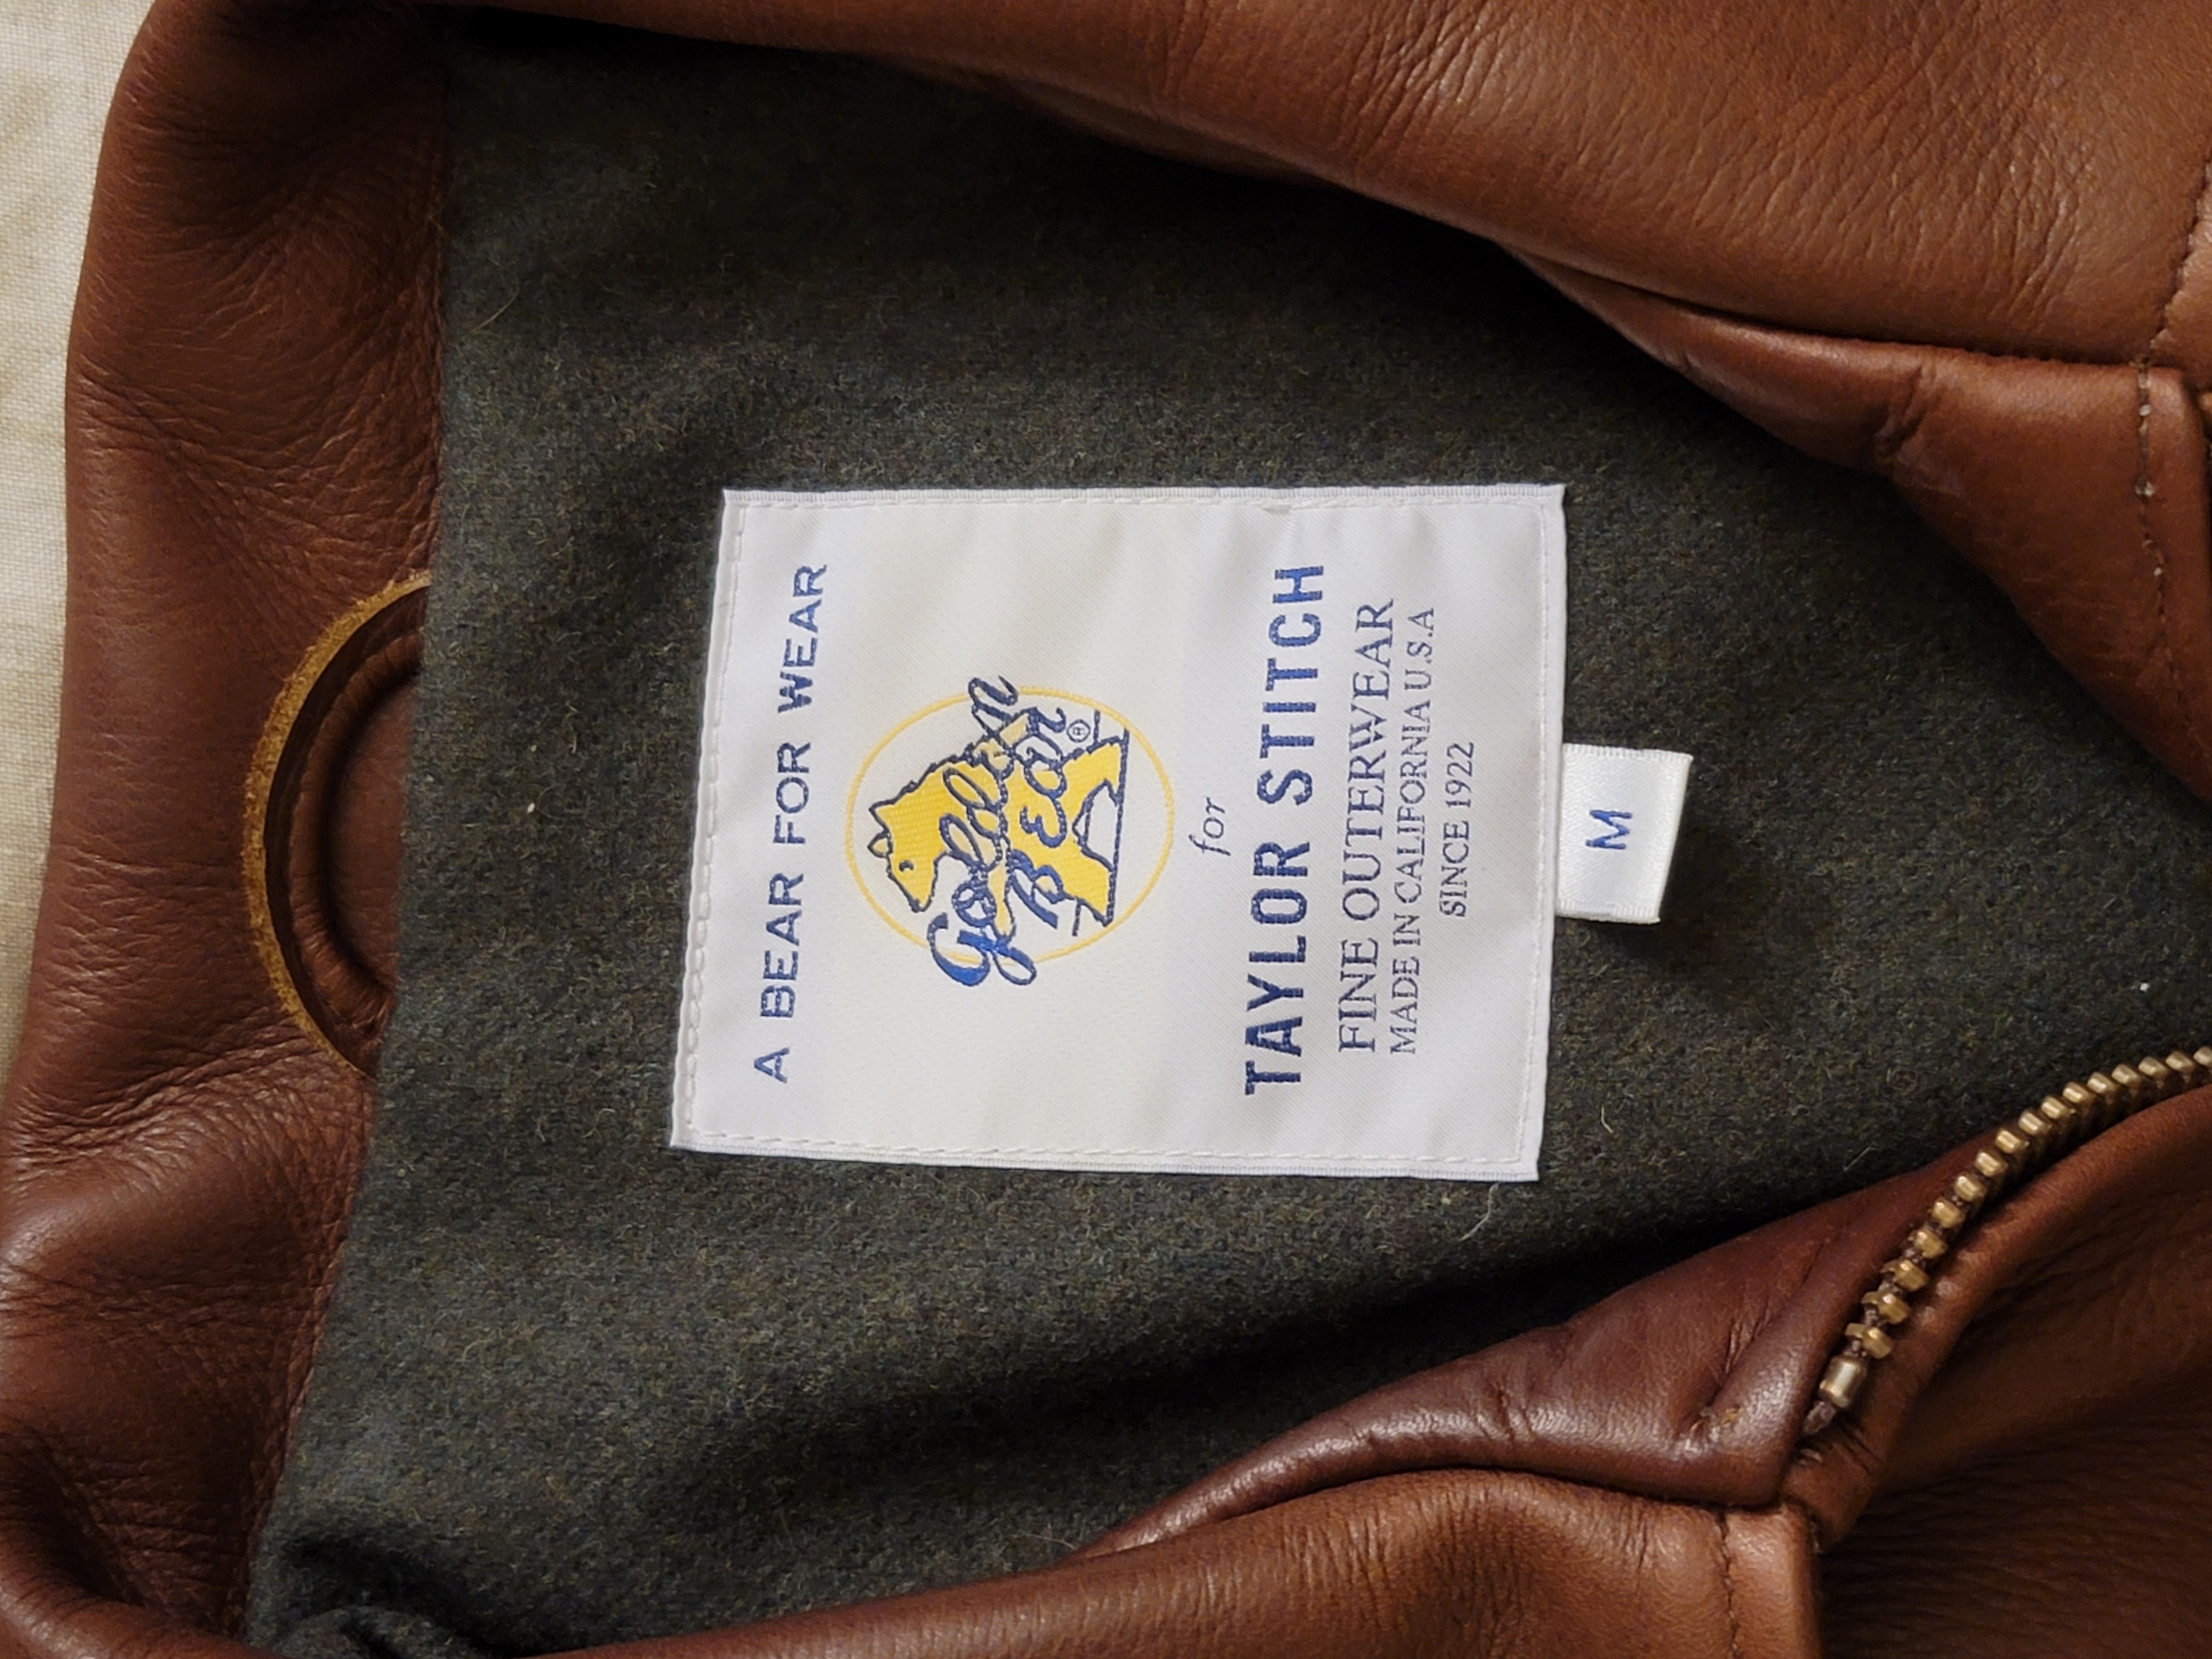 A BEAR FOR WEAR
Golden
Bear
®
for
TAYLOR STITCH
FINE OUTERWEAR
MADE IN CALIFORNIA U.S.A
SINCE 1922
M